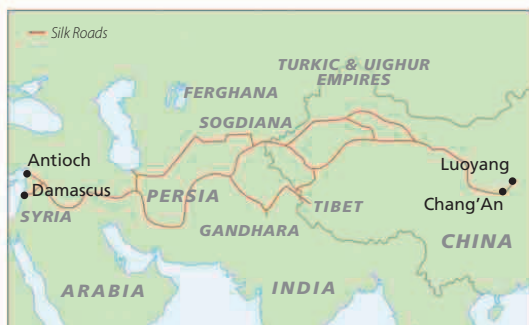 Silk Roads
TURKIC & UIGHUR
EMPIRES
FERGHANA
SOGDIANA
Antioch
Damascus
SYRIA
PERSIA
GANDHARA
TIBET
Luoyang
Chang'An
CHINA
ARABIA
INDIA